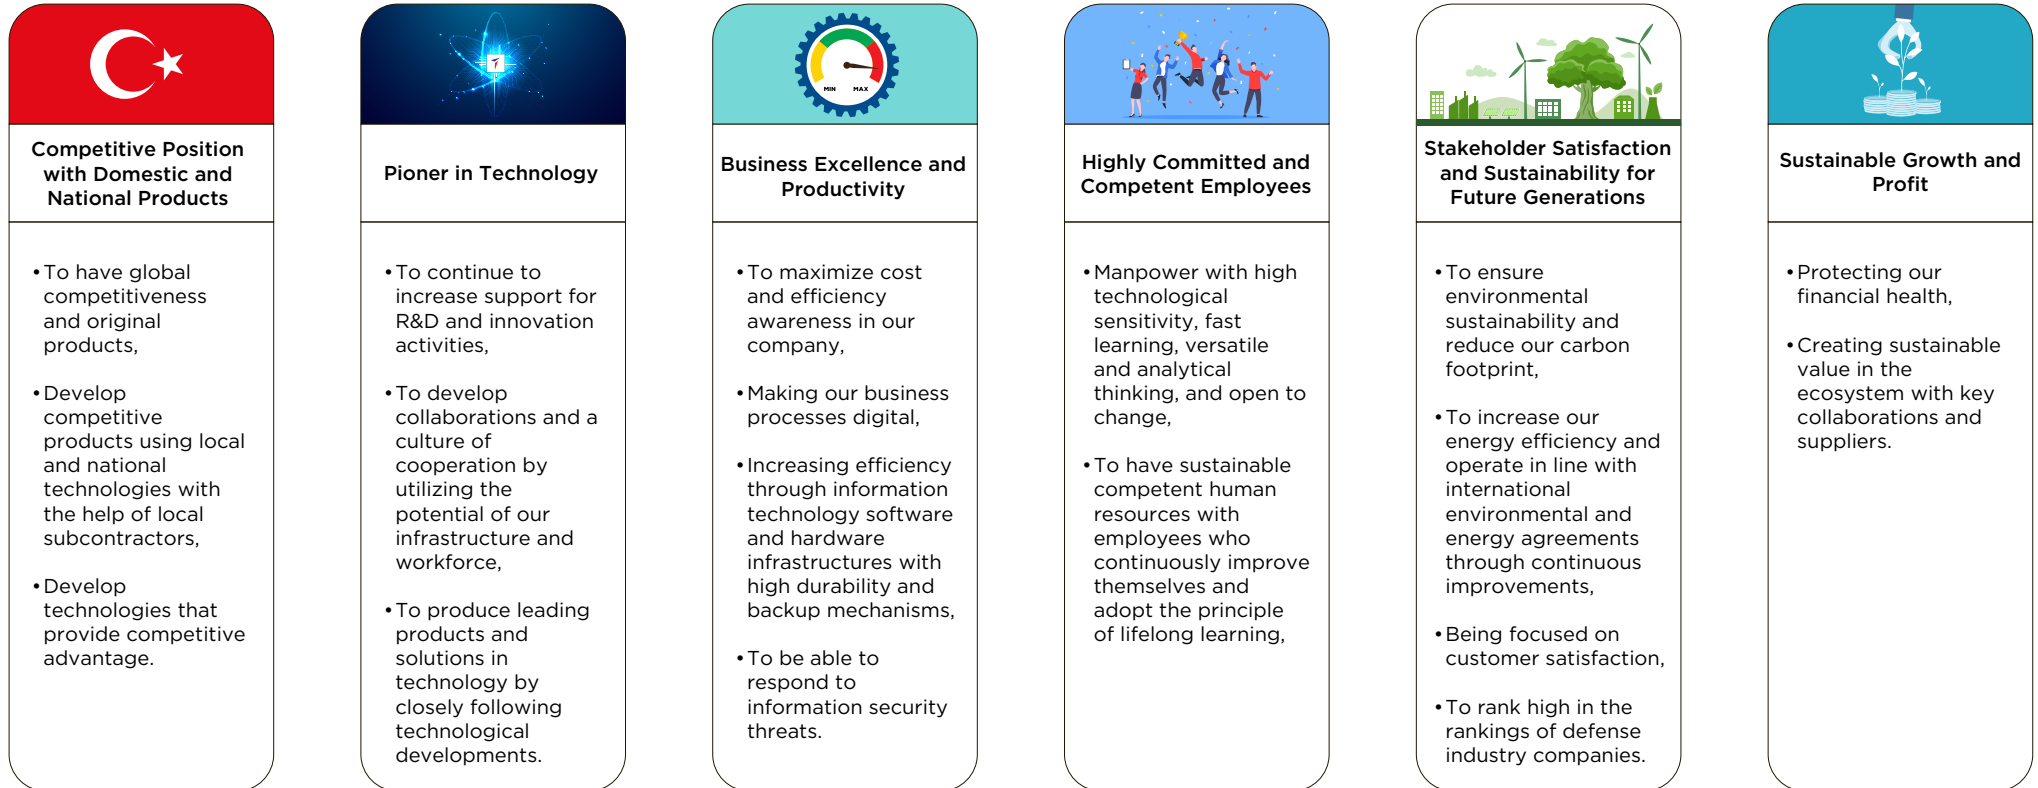 Competitive Position
with Domestic and
National Products
•To have global
competitiveness
and original
products,
•Develop
competitive
products using local
and national
technologies with
the help of local
subcontractors,
•Develop
technologies that
provide competitive
advantage.
Pioner in Technology
•To continue to
increase support for
R&D and innovation
activities,
•To develop
collaborations and a
culture of
cooperation by
utilizing the
potential of our
infrastructure and
workforce,
•To produce leading
products and
solutions in
technology by
closely following
technological
developments.
MIN MAX
Business Excellence and
Productivity
•To maximize cost
and efficiency
awareness in our
company,
•Making our business
processes digital,
•Increasing efficiency
through information
technology software
and hardware
infrastructures with
high durability and
backup mechanisms,
•To be able to
respond to
information security
threats.
Highly Committed and
Competent Employees
•Manpower with high
technological
sensitivity, fast
learning, versatile
and analytical
thinking, and open to
change,
•To have sustainable
competent human
resources with
employees who
continuously improve
themselves and
adopt the principle
of lifelong learning,
Stakeholder Satisfaction
and Sustainability for
Future Generations
•To ensure
environmental
sustainability and
reduce our carbon
footprint,
•To increase our
energy efficiency and
operate in line with
international
environmental and
energy agreements
through continuous
improvements,
•Being focused on
customer satisfaction,
•To rank high in the
rankings of defense
industry companies.
Sustainable Growth and
Profit
•Protecting our
financial health,
•Creating sustainable
value in the
ecosystem with key
collaborations and
suppliers.